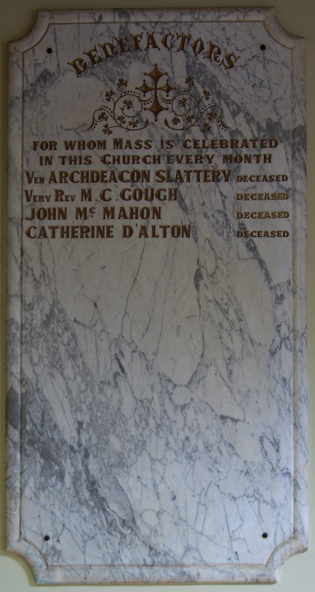 BENEFACTORS
FOR WHOM MASS IS CELEBRATED
IN THIS CHURCH EVERY MONTH
VEN ARCHDEACON SLATTERY DECEASED
VERY REV M. C. GOUGH DECEASED
JOHN Mc MAHON DECEASED
CATHERINE D'ALTON DECEASED